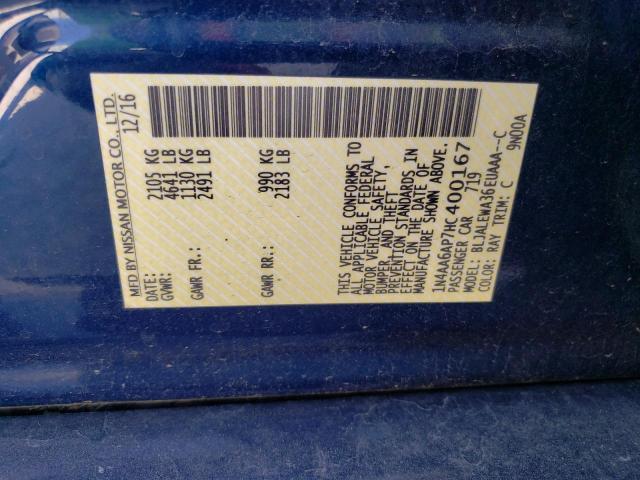 MFD BY NISSAN MOTOR CO., LTD.
DATE: 12/16
GVWR: 2105 KG
4641 LB
GAWR FR: 1130 KG
2491 LB
GAWR RR: 990 KG
2183 LB
THIS VEHICLE CONFORMS TO
ALL APPLICABLE FEDERAL
MOTOR VEHICLE SAFETY,
BUMPER, AND THEFT
PREVENTION STANDARDS IN
EFFECT ON THE DATE OF
MANUFACTURE SHOWN ABOVE.
1N4AA6AP7HC400167
PASSENGER CAR 719
MODEL: BLJALEWA36EUAAA--C
COLOR: RAY TRIM: C 9N00A